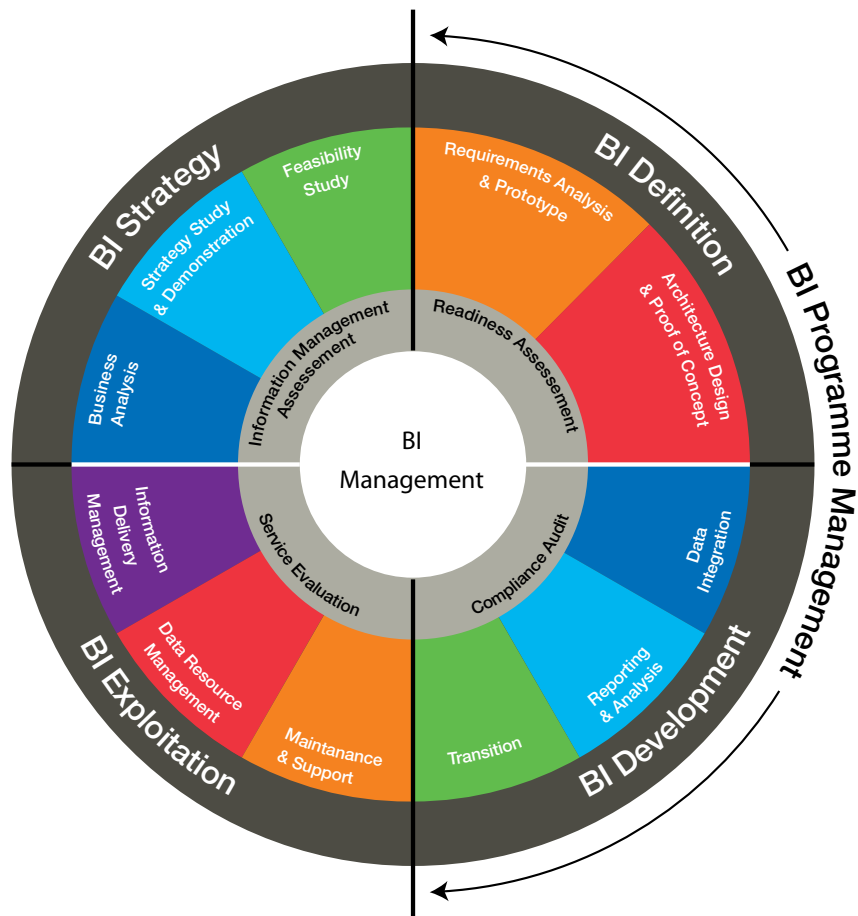 BI Strategy
Feasibility
Study
Strategy Study
& Demonstration
Business
Analysis
Information Management
Assessement
BI Definition
Requirements Analysis
& Prototype
Architecture Design
& Proof of Concept
Readiness Assessement
BI Programme Management
BI
Management
BI Exploitation
Information
Delivery
Management
Data Resource
Management
Maintanance
& Support
Service Evaluation
BI Development
Data
Integration
Reporting
& Analysis
Transition
Compliance Audit